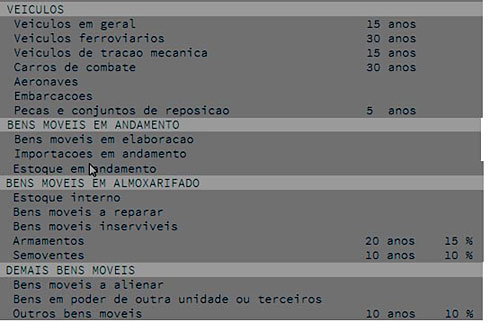 VEICULOS
Veiculos em geral 15 anos
Veiculos ferroviarios 30 anos
Veiculos de tracao mecanica 15 anos
Carros de combate 30 anos
Aeronaves
Embarcacoes
Pecas e conjuntos de reposicao 5 anos
BENS MOVEIS EM ANDAMENTO
Bens moveis em elaboracao
Importacoes em andamento
Estoque em andamento
BENS MOVEIS EM ALMOXARIFADO
Estoque interno
Bens moveis a reparar
Bens moveis inserviveis
Armamentos 20 anos 15 %
Semoventes 10 anos 10 %
DEMAIS BENS MOVEIS
Bens moveis a alienar
Bens em poder de outra unidade ou terceiros
Outros bens moveis 10 anos 10 %